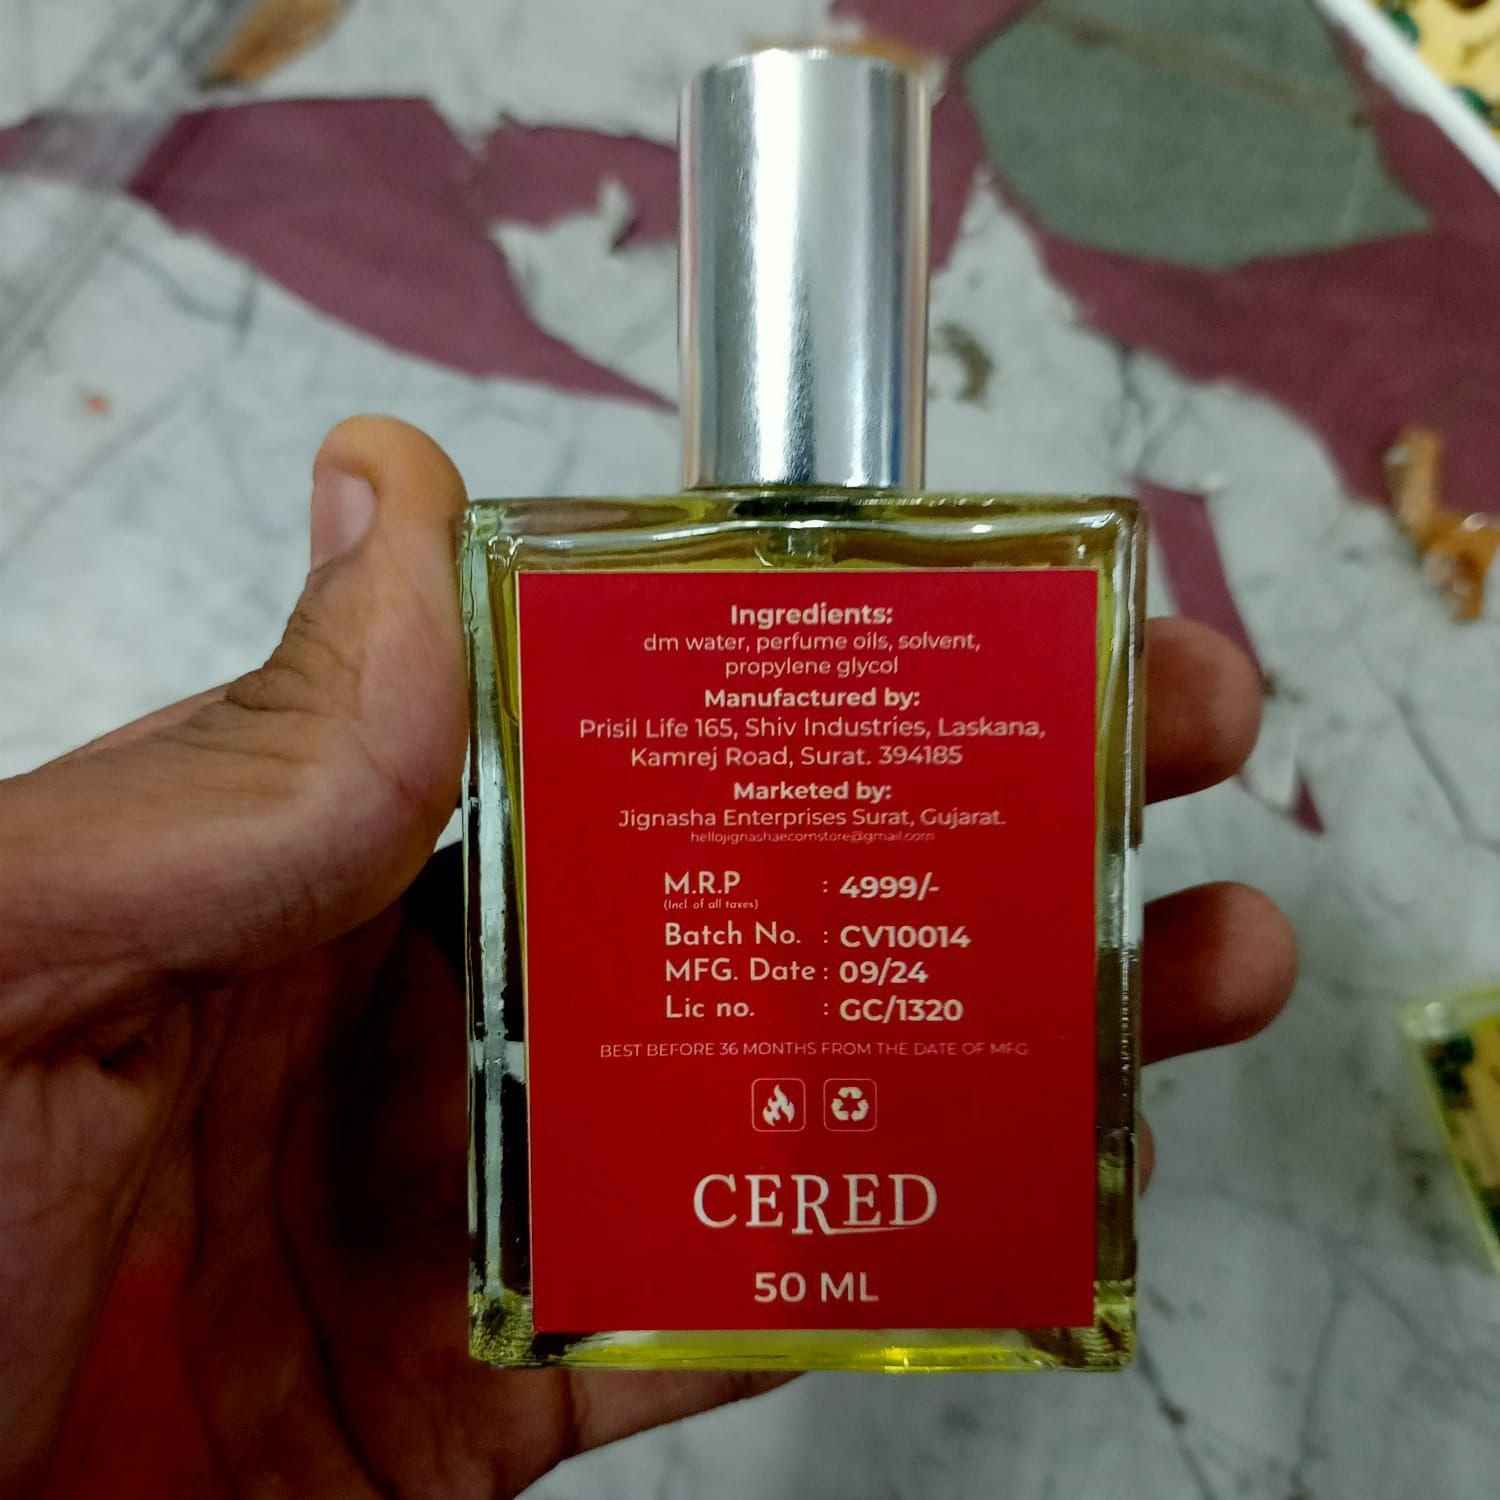 Ingredients:
dm water, perfume oils, solvent,
propylene glycol
Manufactured by:
Prisil Life 165, Shiv Industries, Laskana,
Kamrej Road, Surat. 394185
Marketed by:
Jignasha Enterprises Surat, Gujarat.
hellojignashaecomstore@gmail.com
M.R.P : 4999/-
(Incl. of all taxes)
Batch No. : CV10014
MFG. Date : 09/24
Lic no. : GC/1320
BEST BEFORE 36 MONTHS FROM THE DATE OF MFG
CERED
50 ML